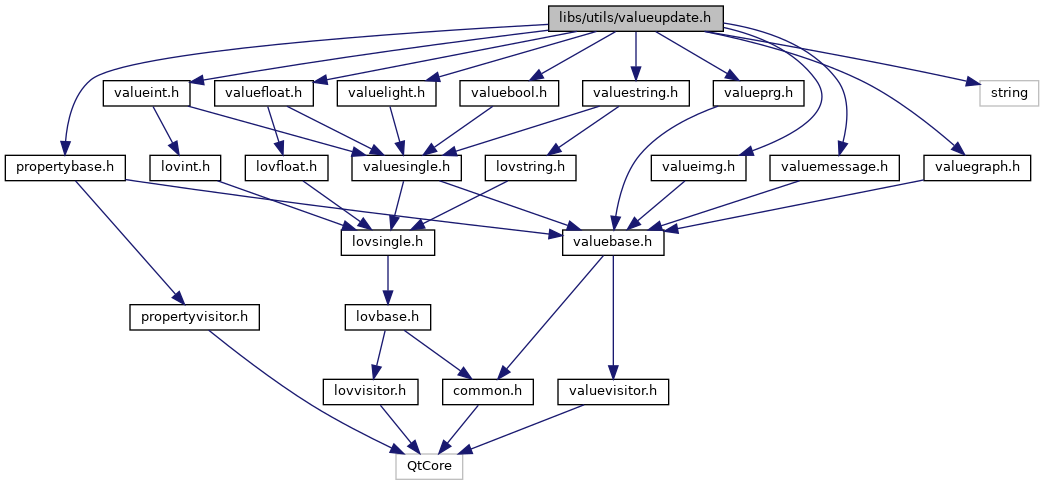 libs/utils/valueupdate.h
valueint.h
valuefloat.h
valuelight.h
valuebool.h
valuestring.h
valueprg.h
string
propertybase.h
lovint.h
lovfloat.h
valuesingle.h
lovstring.h
valueimg.h
valuemessage.h
valuegraph.h
lovsingle.h
valuebase.h
propertyvisitor.h
lovbase.h
lovvisitor.h
common.h
valuevisitor.h
QtCore